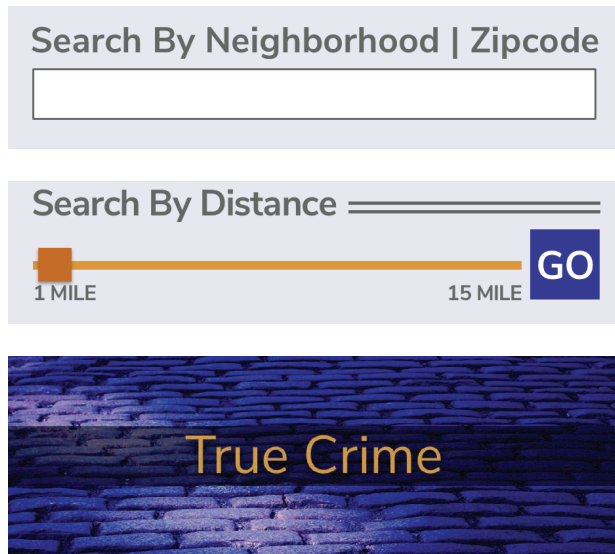 Search By Neighborhood | Zipcode
Search By Distance
GO
1 MILE
15 MILE
True Crime